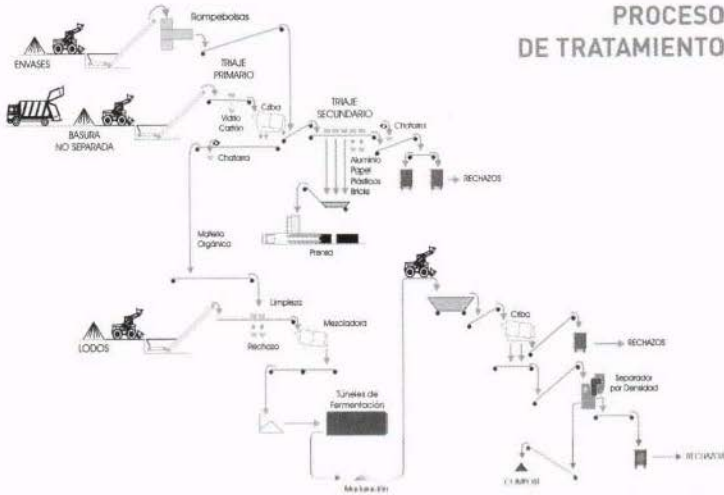 PROCESO
DE TRATAMIENTO
Rompebolsas
ENVASES
TRIAJE
PRIMARIO
Vidrio
Cartón
Criba
TRIAJE
SECUNDARIO
Chatarra
BASURA
NO SEPARADA
Chatarra
Aluminio
Papel
Plásticos
Bricks
RECHAZOS
Prensa
Materia
Orgánica
Limpieza
Mezcladora
Rechazo
LODOS
Criba
RECHAZOS
Separador
por Densidad
Túneles de
Fermentación
RECHAZOS
COMPOST
Maduración